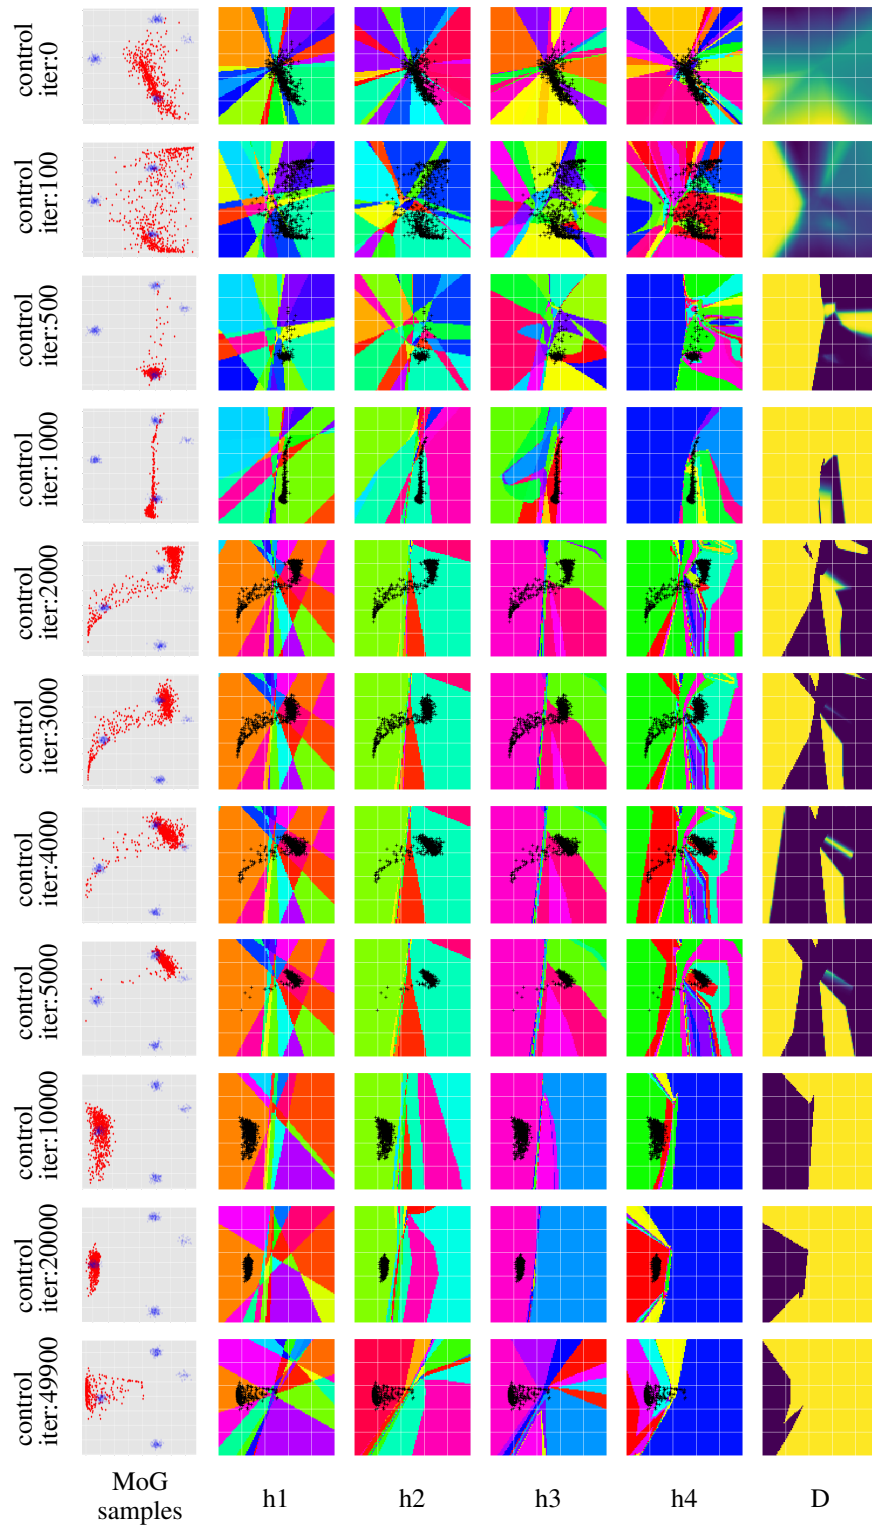 control
iter:0
control
iter:100
control
iter:500
control
iter:1000
control
iter:2000
control
iter:3000
control
iter:4000
control
iter:5000
control
iter:10000
control
iter:20000
control
iter:49900
MoG
samples
h1
h2
h3
h4
D